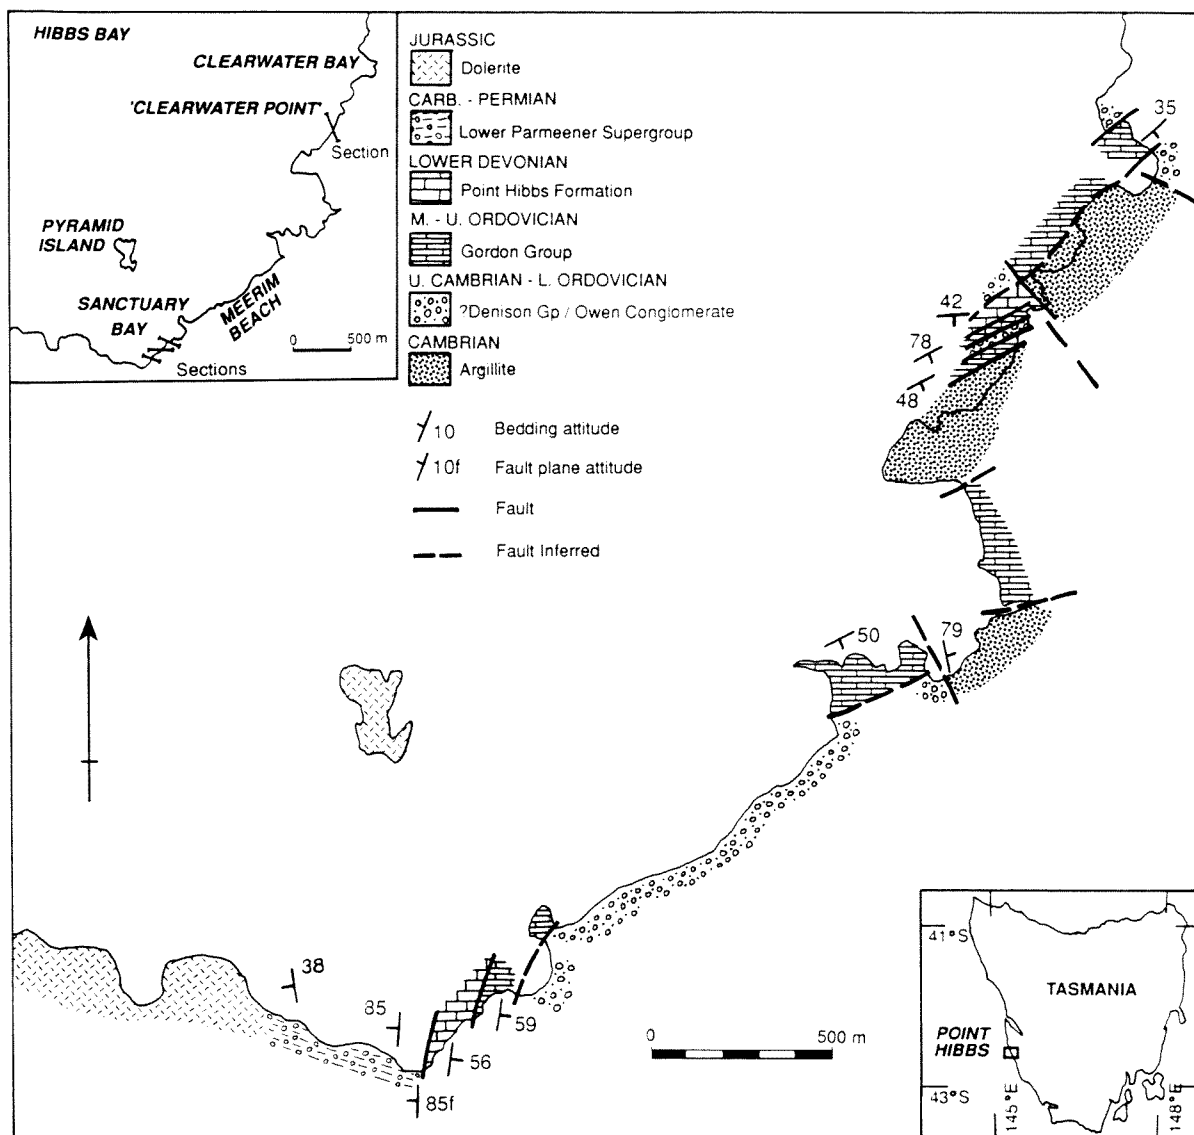 HIBBS BAY
CLEARWATER BAY
'CLEARWATER POINT'
Section
PYRAMID
ISLAND
SANCTUARY
BAY
MEERIM
BEACH
0 500 m
Sections
JURASSIC
Dolerite
CARB. - PERMIAN
Lower Parmeener Supergroup
LOWER DEVONIAN
Point Hibbs Formation
M. - U. ORDOVICIAN
Gordon Group
U. CAMBRIAN - L. ORDOVICIAN
?Denison Gp / Owen Conglomerate
CAMBRIAN
Argillite
10 Bedding attitude
10f Fault plane attitude
Fault
Fault Inferred
35
42
78
48
50
79
38
85
59
56
85f
0 500 m
41°S
TASMANIA
POINT
HIBBS
43°S
145°E
148°E